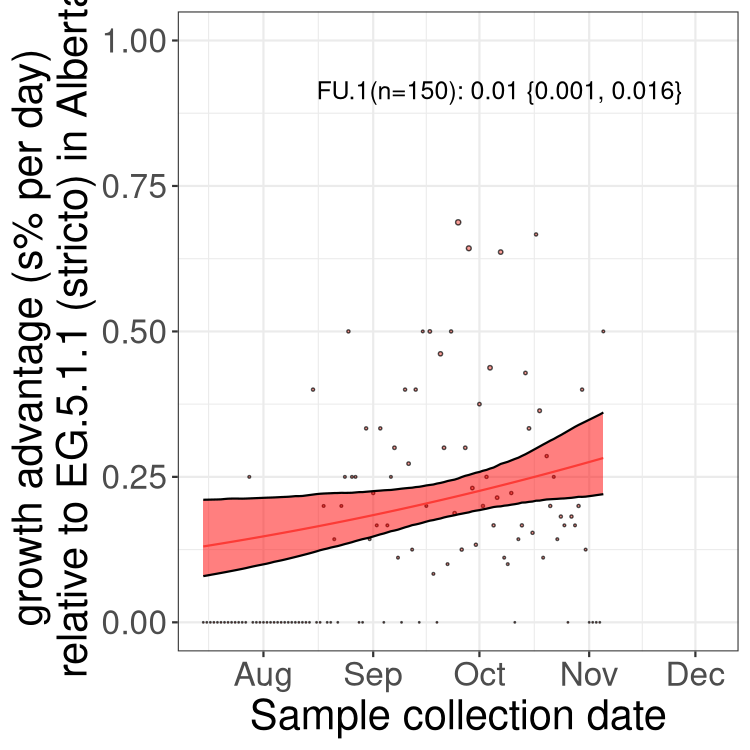 growth advantage (s% per day)
relative to EG.5.1.1 (stricto) in Alberta
1.00
0.75
0.50
0.25
0.00
FU.1(n=150): 0.01 {0.001, 0.016}
Aug Sep Oct Nov Dec
Sample collection date